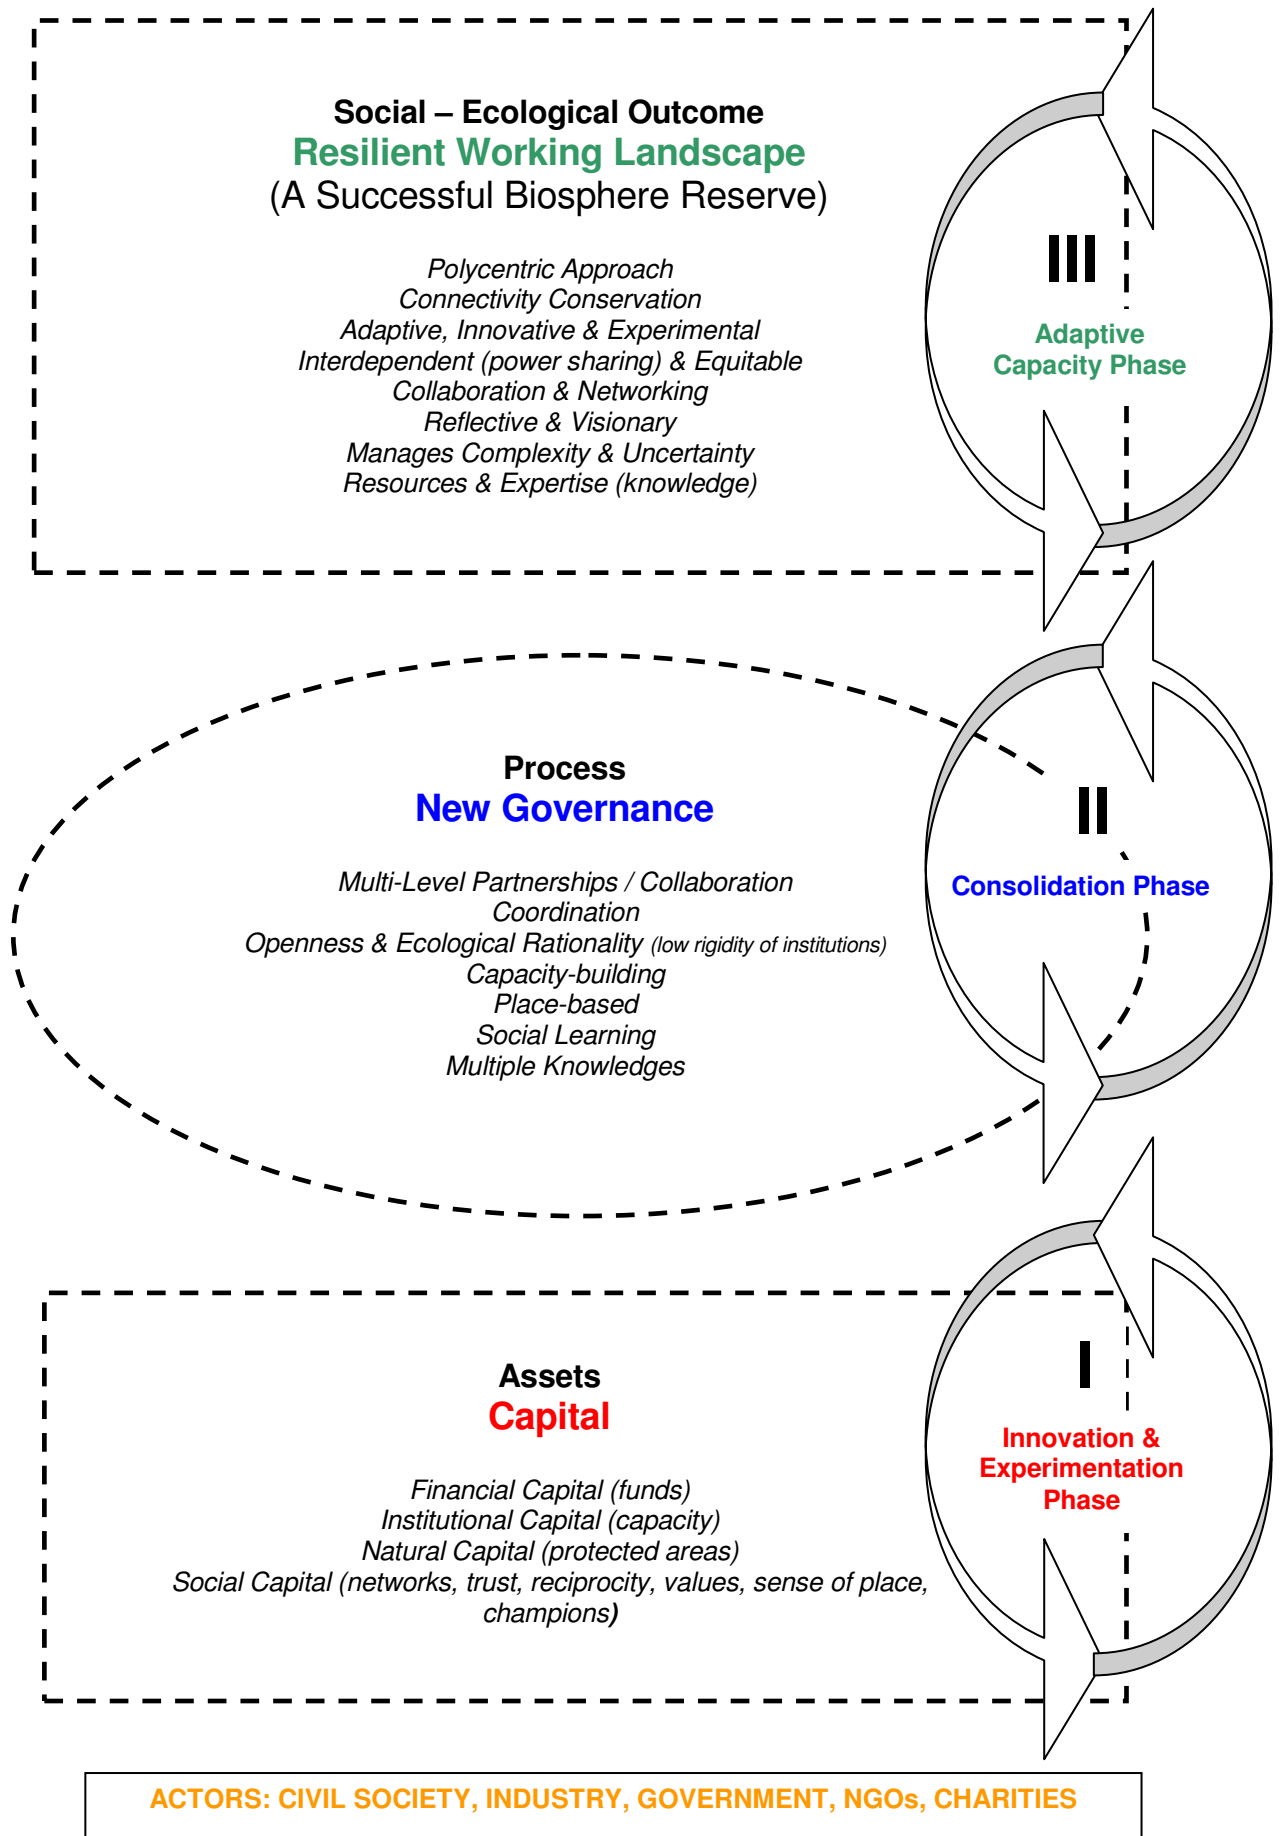 Social – Ecological Outcome
Resilient Working Landscape
(A Successful Biosphere Reserve)
Polycentric Approach
Connectivity Conservation
Adaptive, Innovative & Experimental
Interdependent (power sharing) & Equitable
Collaboration & Networking
Reflective & Visionary
Manages Complexity & Uncertainty
Resources & Expertise (knowledge)
III
Adaptive
Capacity Phase
Process
New Governance
Multi-Level Partnerships / Collaboration
Coordination
Openness & Ecological Rationality (low rigidity of institutions)
Capacity-building
Place-based
Social Learning
Multiple Knowledges
II
Consolidation Phase
Assets
Capital
Financial Capital (funds)
Institutional Capital (capacity)
Natural Capital (protected areas)
Social Capital (networks, trust, reciprocity, values, sense of place,
champions)
I
Innovation &
Experimentation
Phase
ACTORS: CIVIL SOCIETY, INDUSTRY, GOVERNMENT, NGOs, CHARITIES